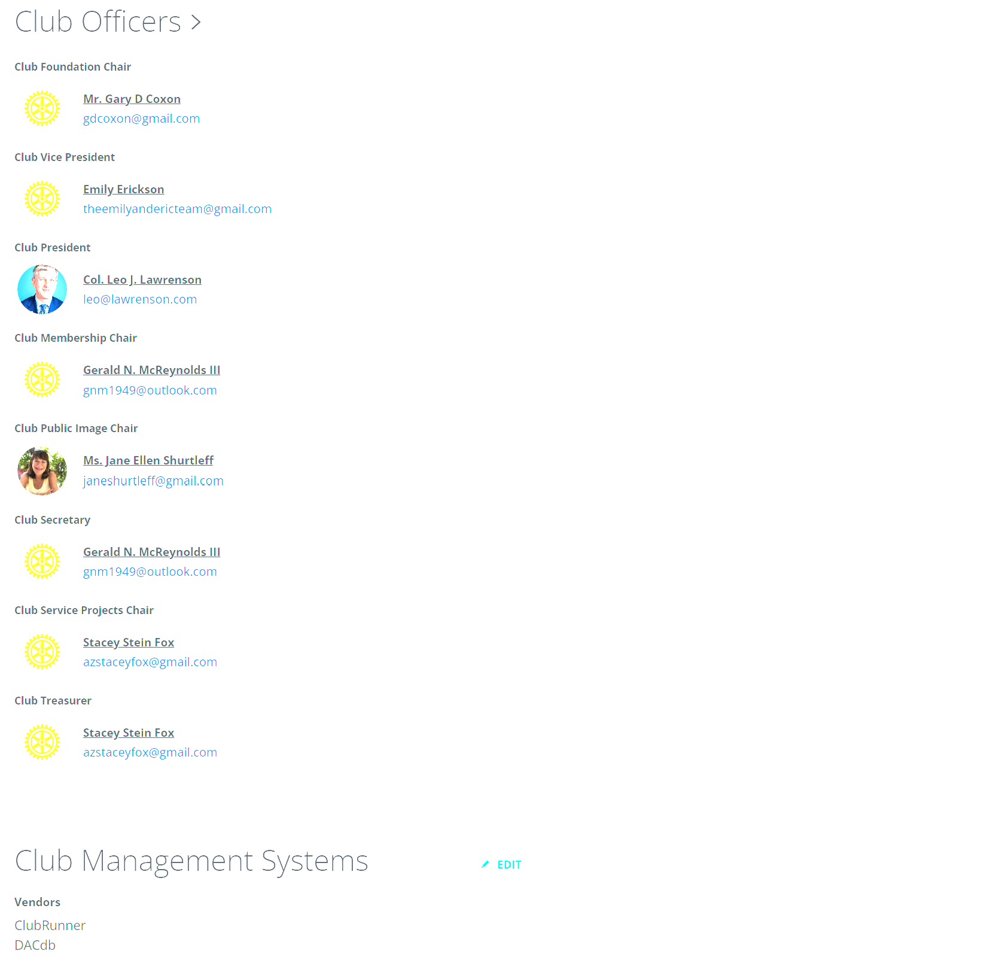 Club Officers >
Club Foundation Chair
Mr. Gary D Coxon
gdcoxon@gmail.com
Club Vice President
Emily Erickson
theemilyandericteam@gmail.com
Club President
Col. Leo J. Lawrenson
leo@lawrenson.com
Club Membership Chair
Gerald N. McReynolds III
gnm1949@outlook.com
Club Public Image Chair
Ms. Jane Ellen Shurtleff
janeshurtleff@gmail.com
Club Secretary
Gerald N. McReynolds III
gnm1949@outlook.com
Club Service Projects Chair
Stacey Stein Fox
azstaceyfox@gmail.com
Club Treasurer
Stacey Stein Fox
azstaceyfox@gmail.com
Club Management Systems
EDIT
Vendors
ClubRunner
DACdb